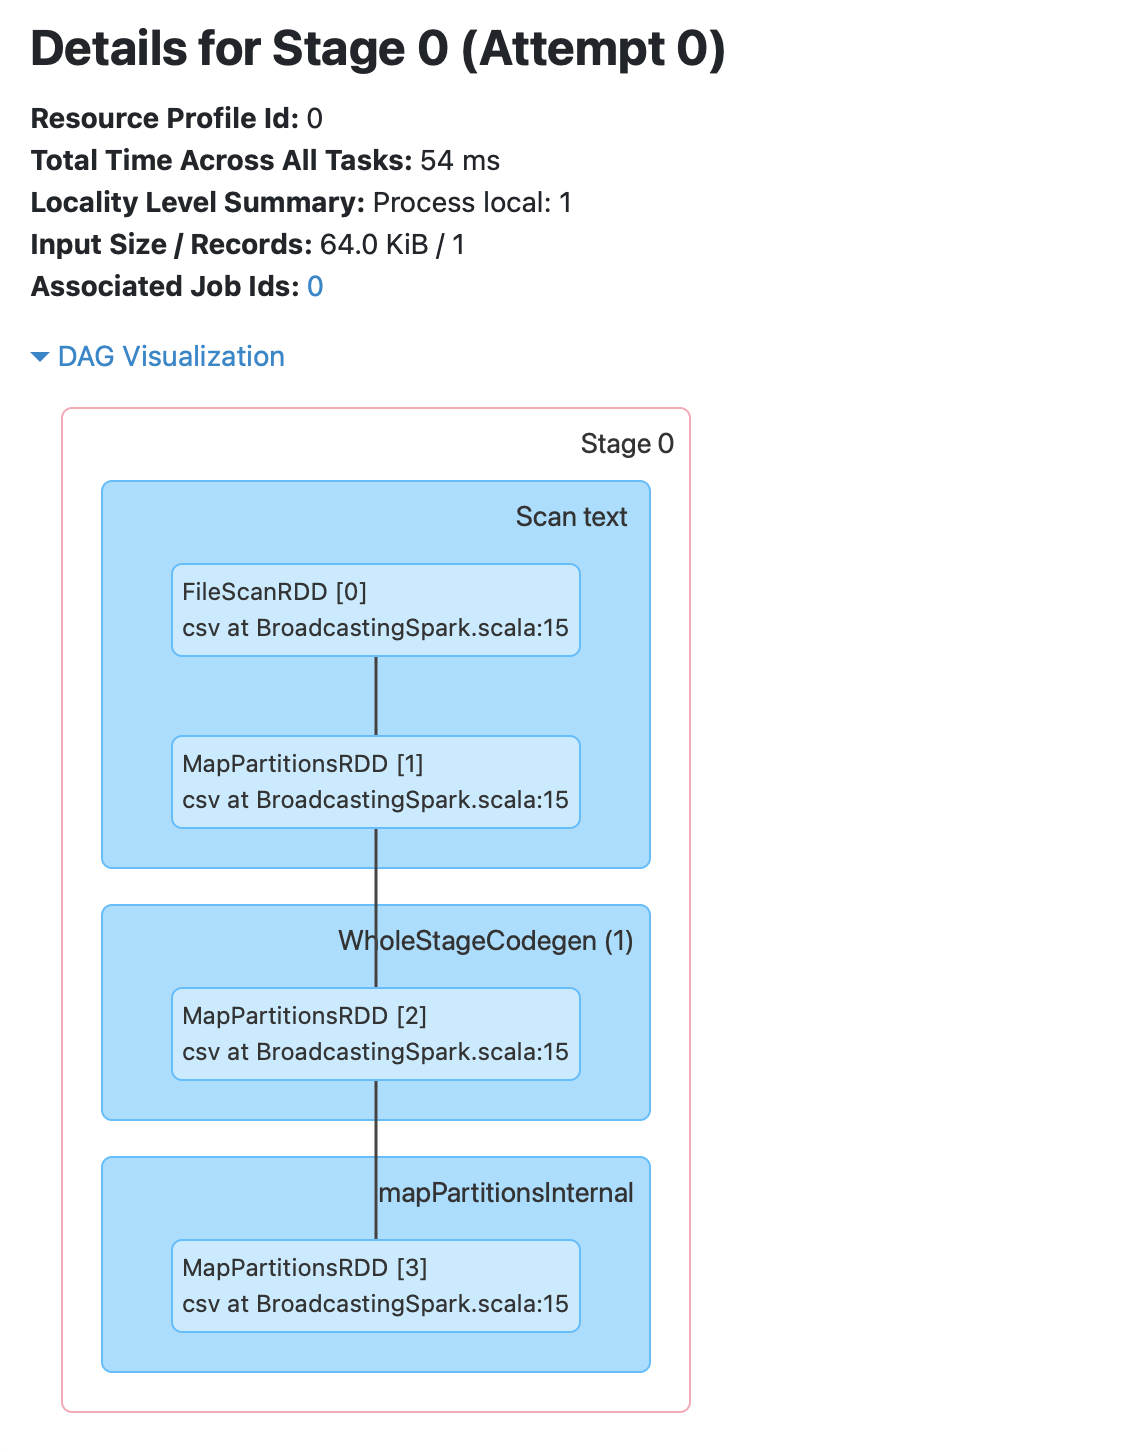 Details for Stage 0 (Attempt 0)
Resource Profile Id: 0
Total Time Across All Tasks: 54 ms
Locality Level Summary: Process local: 1
Input Size / Records: 64.0 KiB / 1
Associated Job Ids: 0
DAG Visualization
Stage 0
Scan text
FileScanRDD [0]
csv at BroadcastingSpark.scala:15
MapPartitionsRDD [1]
csv at BroadcastingSpark.scala:15
WholeStageCodegen (1)
MapPartitionsRDD [2]
csv at BroadcastingSpark.scala:15
mapPartitionsInternal
MapPartitionsRDD [3]
csv at BroadcastingSpark.scala:15